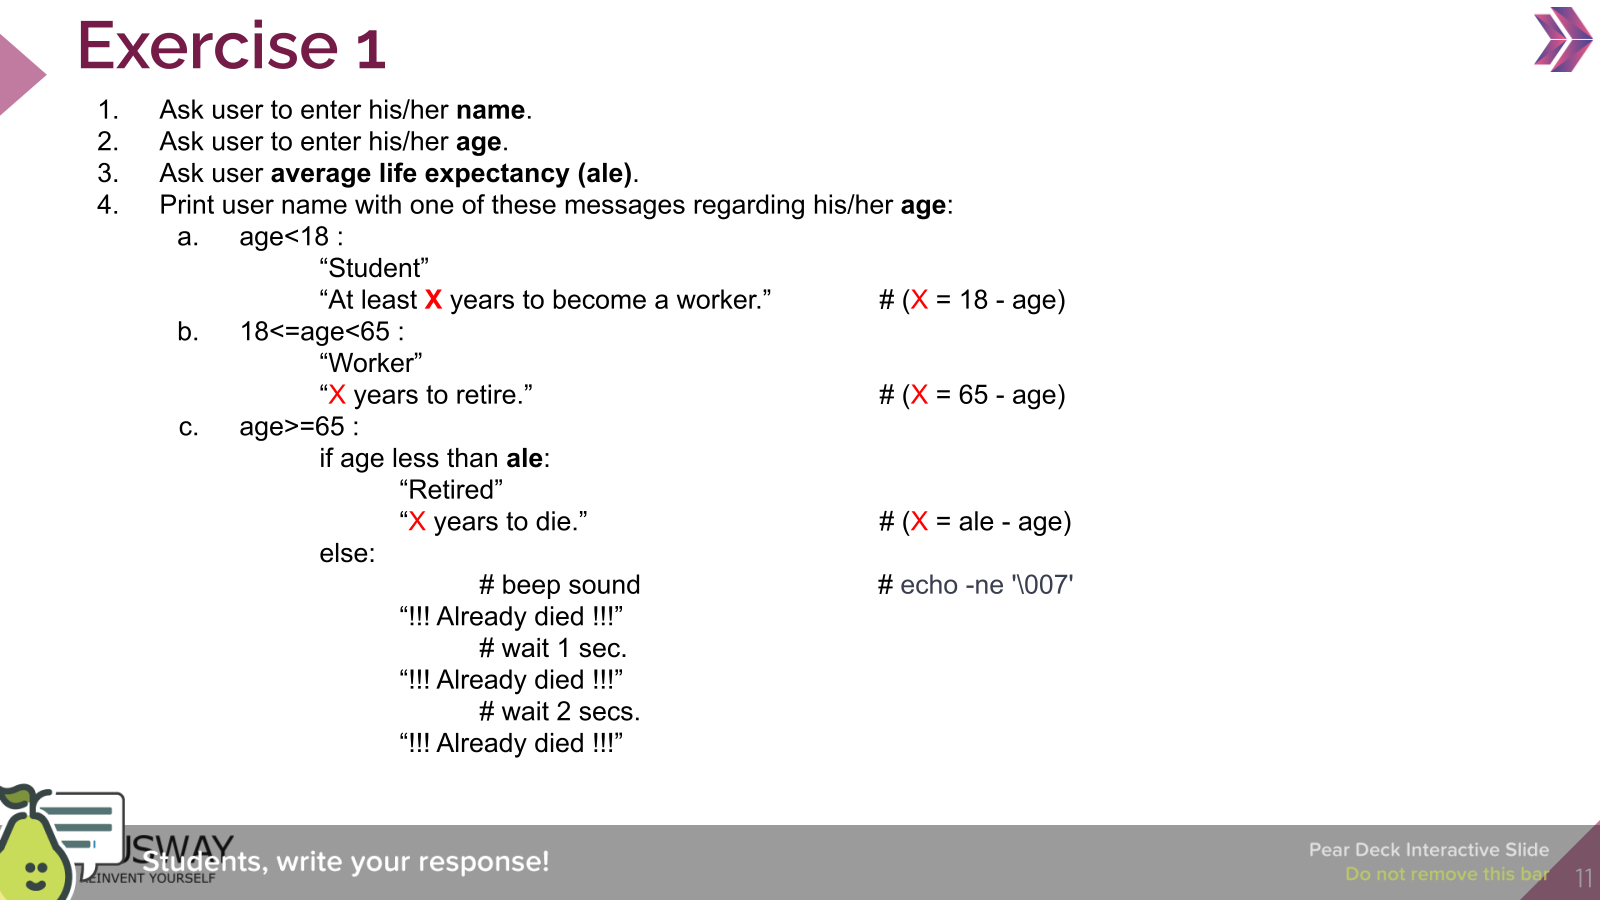 Exercise 1
1. Ask user to enter his/her name.
2. Ask user to enter his/her age.
3. Ask user average life expectancy (ale).
4. Print user name with one of these messages regarding his/her age:
a. age<18 :
“Student”
“At least X years to become a worker.” # (X = 18 - age)
b. 18<=age<65 :
“Worker”
“X years to retire.” # (X = 65 - age)
c. age>=65 :
if age less than ale:
“Retired”
“X years to die.” # (X = ale - age)
else:
# beep sound # echo -ne '\007'
“!!! Already died !!!”
# wait 1 sec.
“!!! Already died !!!”
# wait 2 secs.
“!!! Already died !!!”
USWAY
REINVENT YOURSELF
Students, write your response!
Pear Deck Interactive Slide
Do not remove this bar
11